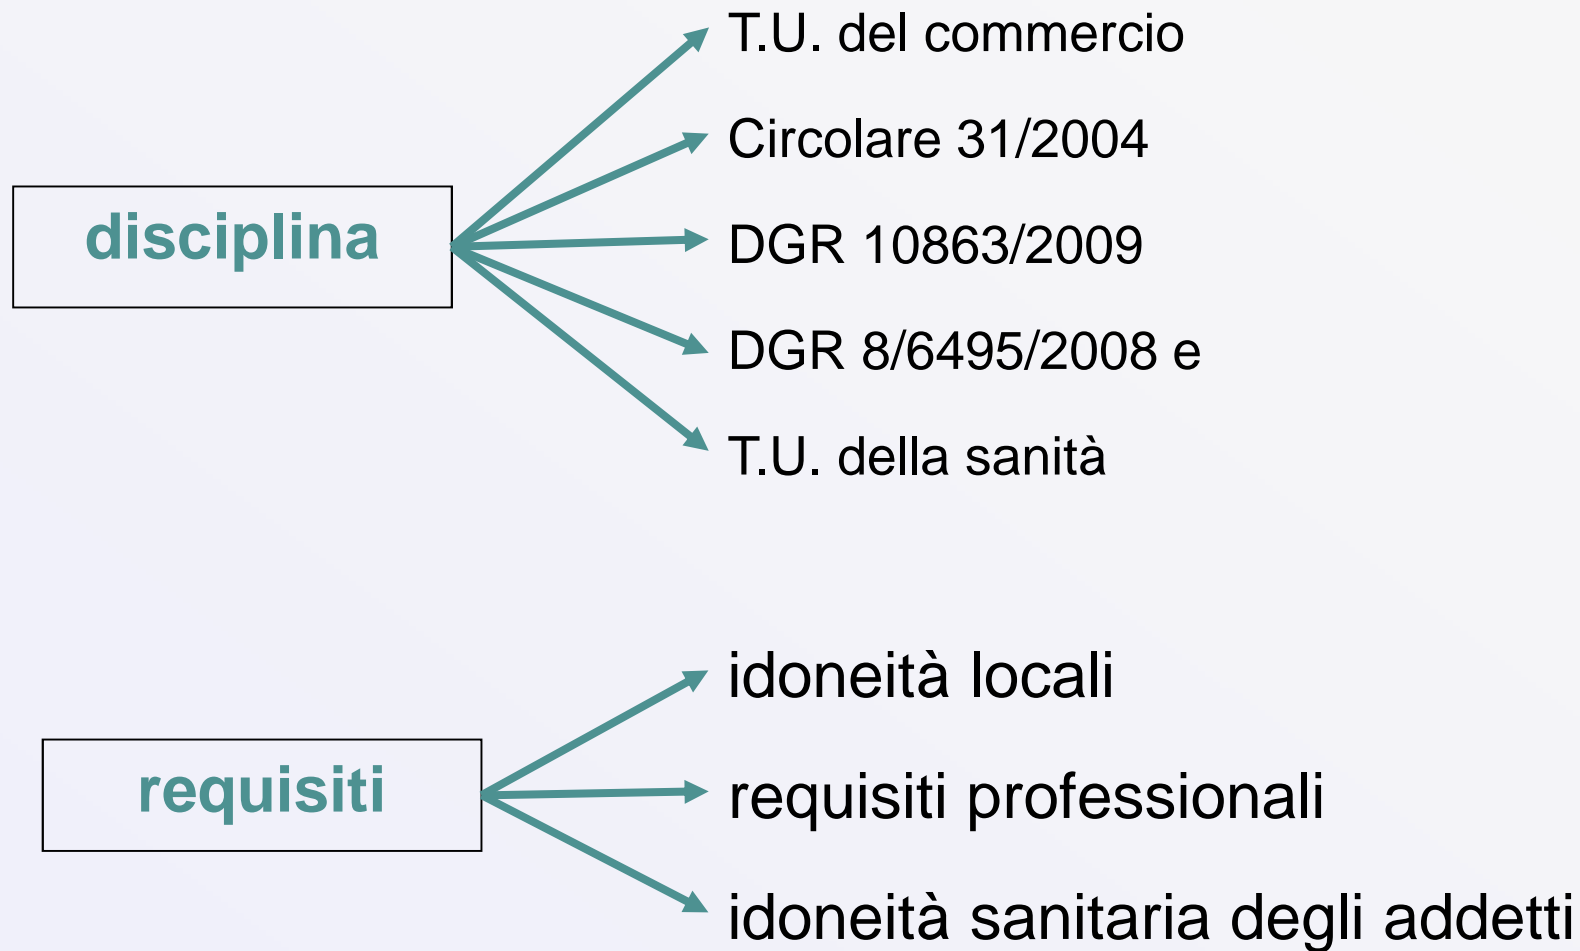 disciplina
T.U. del commercio
Circolare 31/2004
DGR 10863/2009
DGR 8/6495/2008 e
T.U. della sanità
requisiti
idoneità locali
requisiti professionali
idoneità sanitaria degli addetti